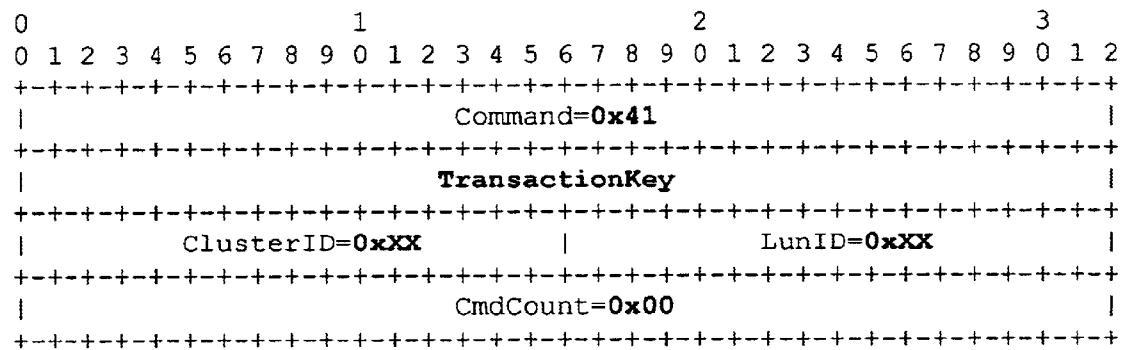 0                   1                   2                   3
0 1 2 3 4 5 6 7 8 9 0 1 2 3 4 5 6 7 8 9 0 1 2 3 4 5 6 7 8 9 0 1 2
+-+-+-+-+-+-+-+-+-+-+-+-+-+-+-+-+-+-+-+-+-+-+-+-+-+-+-+-+-+-+-+-+
|                         Command=0x41                          |
+-+-+-+-+-+-+-+-+-+-+-+-+-+-+-+-+-+-+-+-+-+-+-+-+-+-+-+-+-+-+-+-+
|                        TransactionKey                         |
+-+-+-+-+-+-+-+-+-+-+-+-+-+-+-+-+-+-+-+-+-+-+-+-+-+-+-+-+-+-+-+-+
|         ClusterID=0xXX        |           LunID=0xXX          |
+-+-+-+-+-+-+-+-+-+-+-+-+-+-+-+-+-+-+-+-+-+-+-+-+-+-+-+-+-+-+-+-+
|                         CmdCount=0x00                         |
+-+-+-+-+-+-+-+-+-+-+-+-+-+-+-+-+-+-+-+-+-+-+-+-+-+-+-+-+-+-+-+-+